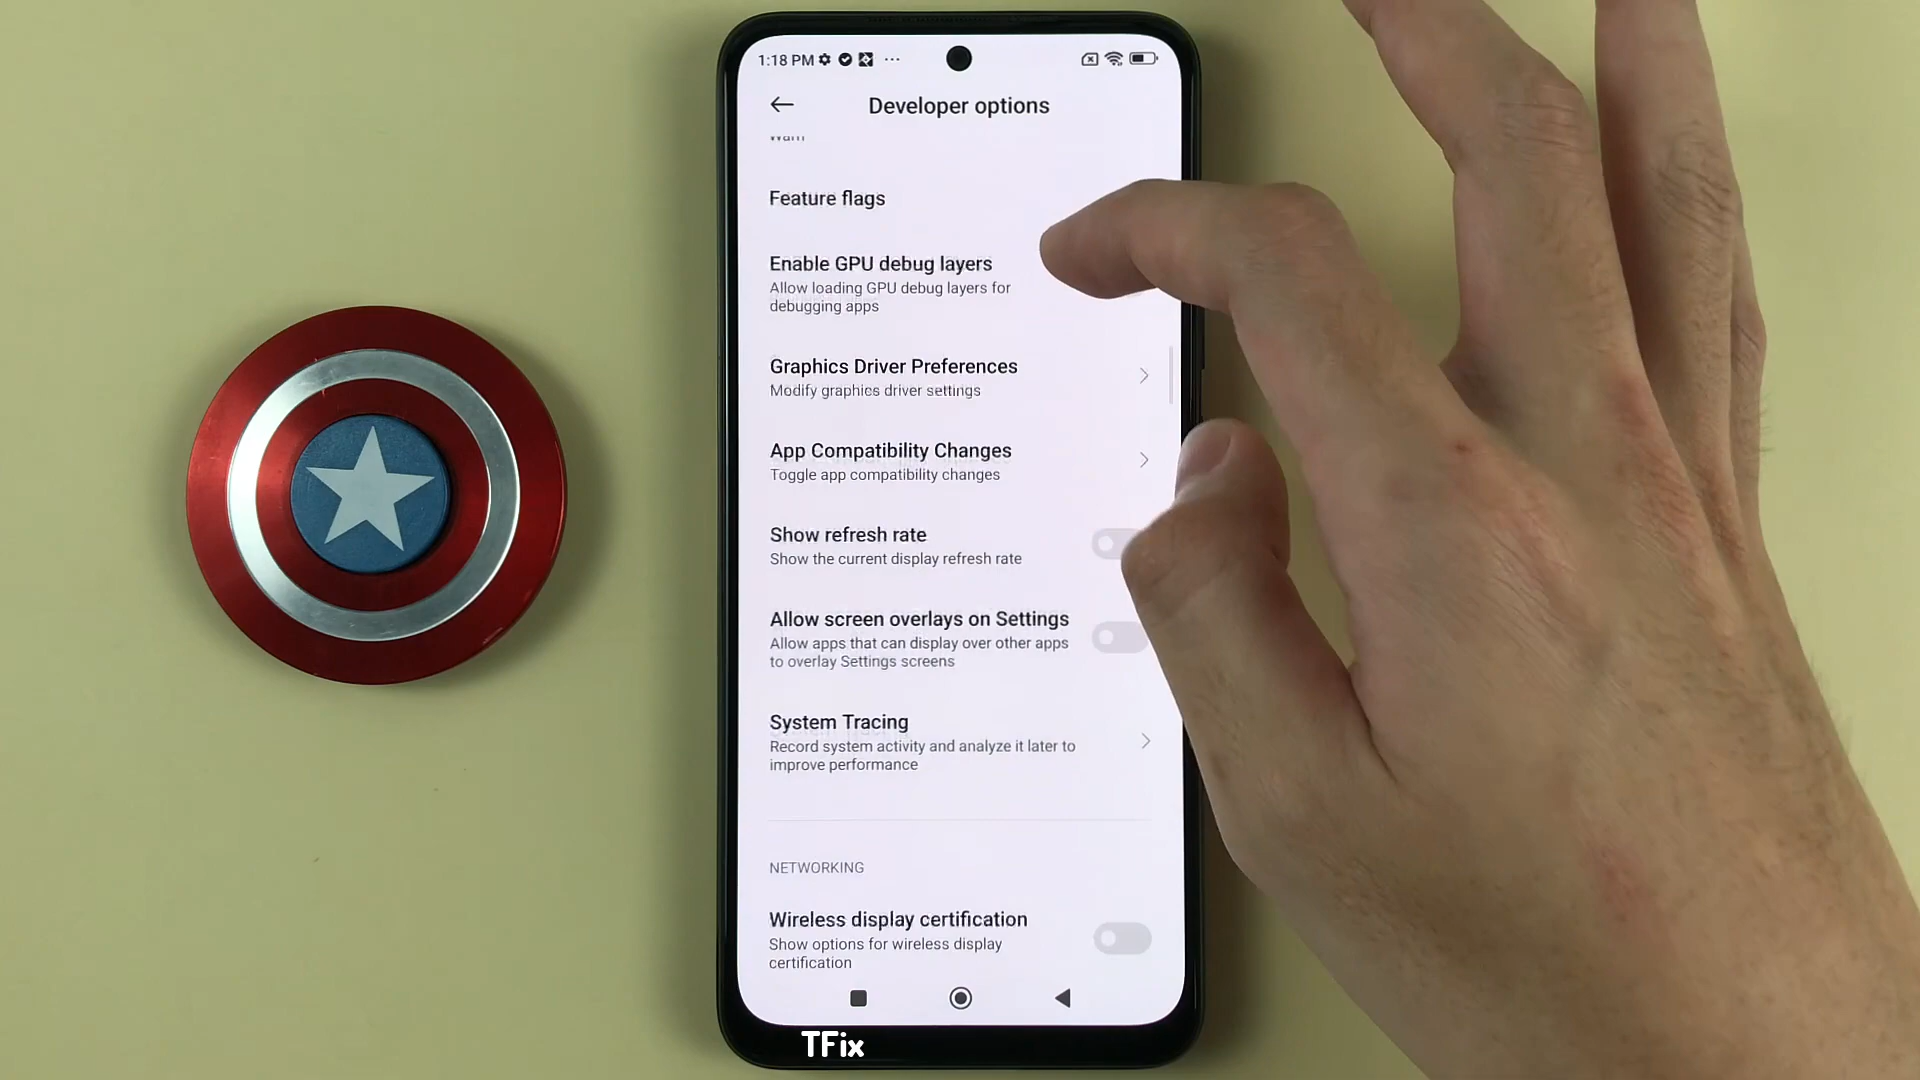 1:18 PM
Developer options
Feature flags
Enable GPU debug layers
Allow loading GPU debug layers for
debugging apps
Graphics Driver Preferences
Modify graphics driver settings
App Compatibility Changes
Toggle app compatibility changes
Show refresh rate
Show the current display refresh rate
Allow screen overlays on Settings
Allow apps that can display over other apps
to overlay Settings screens
System Tracing
Record system activity and analyze it later to
improve performance
NETWORKING
Wireless display certification
Show options for wireless display
certification
TFix